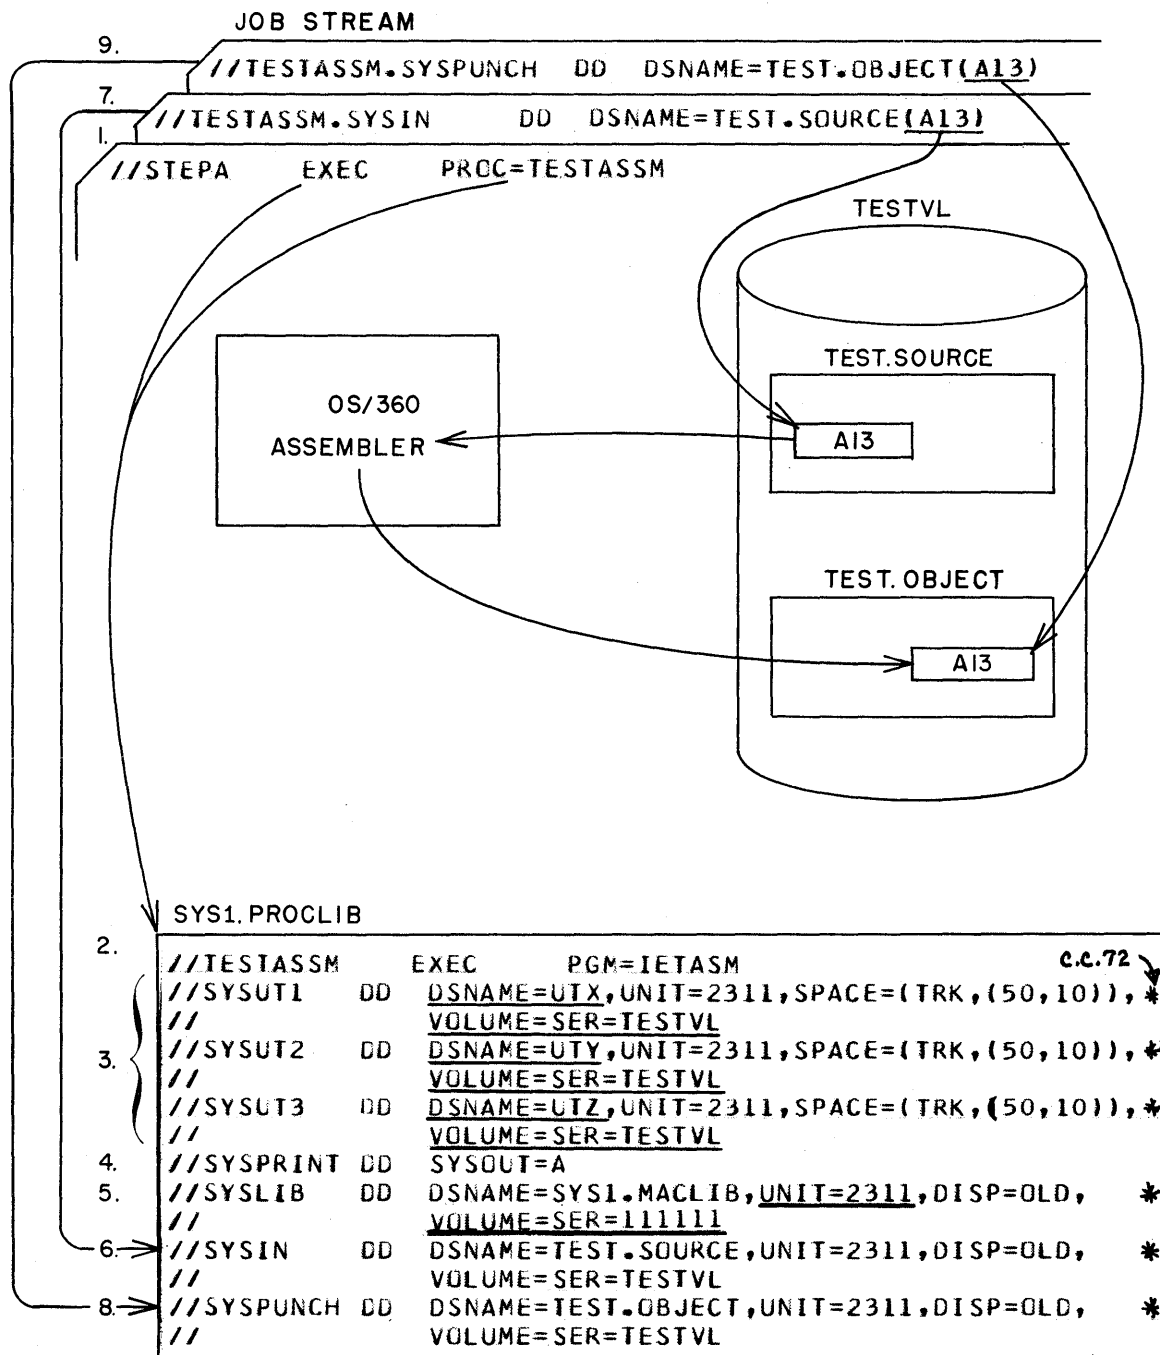 JOB STREAM
9.
//TESTASSM.SYSPUNCH DD DSNAME=TEST.OBJECT(A13)
7.
//TESTASSM.SYSIN DD DSNAME=TEST.SOURCE(A13)
1.
//STEPA EXEC PROC=TESTASSM
TESTVL
TEST.SOURCE
A13
OS/360
ASSEMBLER
TEST.OBJECT
A13
SYS1.PROCLIB
2.
//TESTASSM EXEC PGM=IETASM
C.C.72
//SYSUT1 DD DSNAME=UTX,UNIT=2311,SPACE=(TRK,(50,10)), *
// VOLUME=SER=TESTVL
3.
//SYSUT2 DD DSNAME=UTY,UNIT=2311,SPACE=(TRK,(50,10)), *
// VOLUME=SER=TESTVL
//SYSUT3 DD DSNAME=UTZ,UNIT=2311,SPACE=(TRK,(50,10)), *
// VOLUME=SER=TESTVL
4. //SYSPRINT DD SYSOUT=A
5. //SYSLIB DD DSNAME=SYS1.MACLIB,UNIT=2311,DISP=OLD, *
// VOLUME=SER=111111
6. //SYSIN DD DSNAME=TEST.SOURCE,UNIT=2311,DISP=OLD, *
// VOLUME=SER=TESTVL
8. //SYSPUNCH DD DSNAME=TEST.OBJECT,UNIT=2311,DISP=OLD, *
// VOLUME=SER=TESTVL